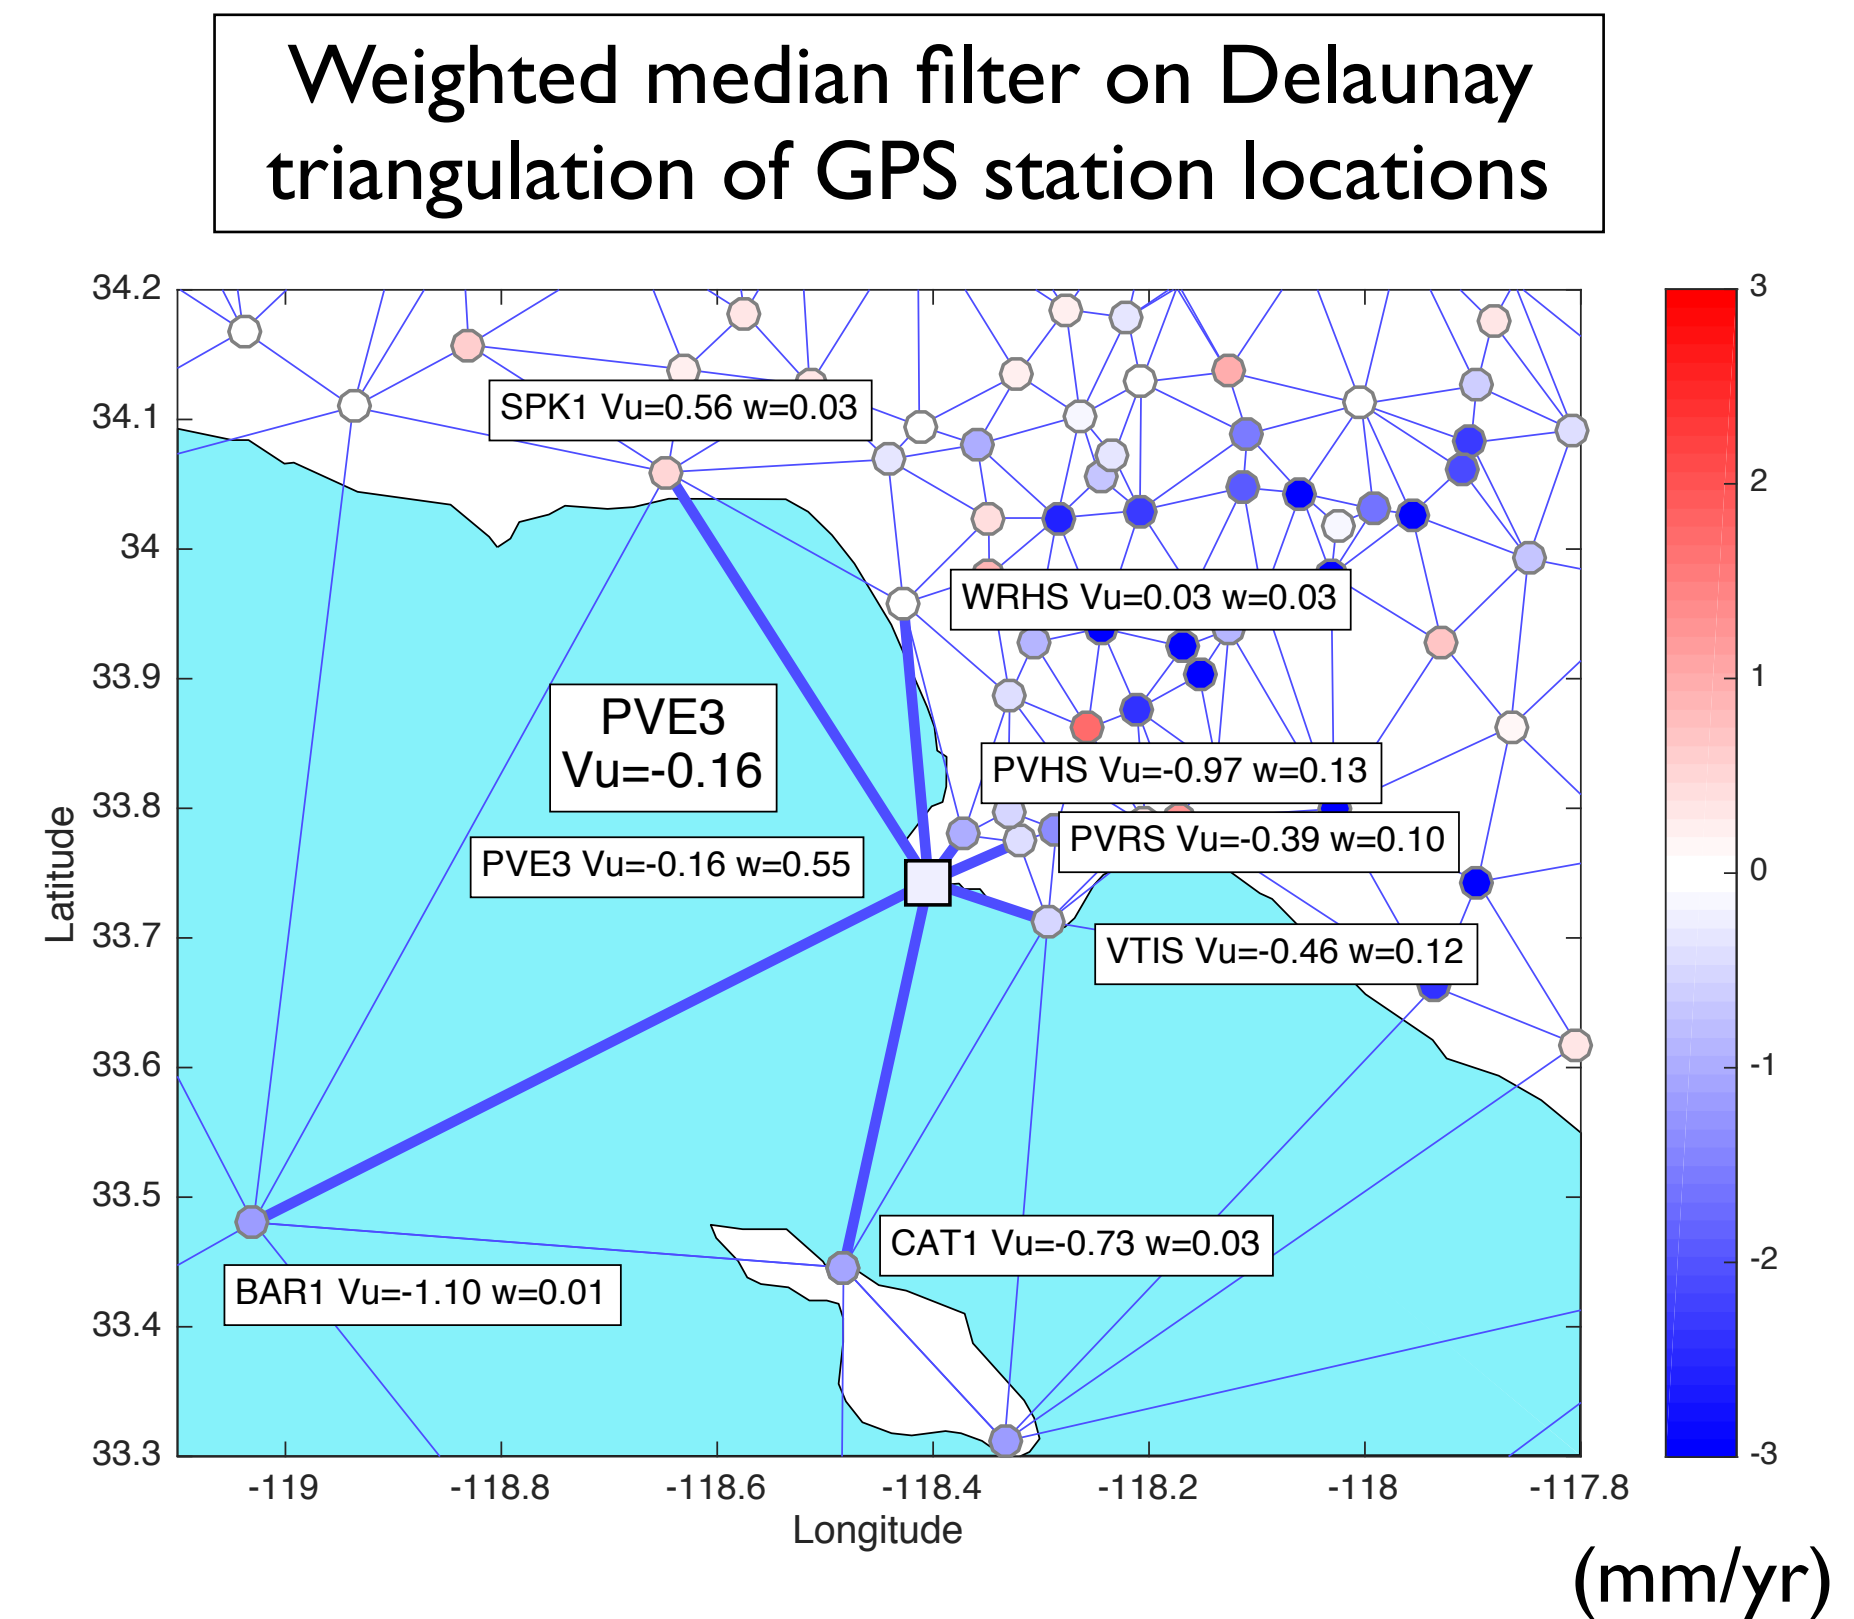 Weighted median filter on Delaunay
triangulation of GPS station locations
34.2
34.1
34
33.9
33.8
33.7
33.6
33.5
33.4
33.3
Latitude
SPK1 Vu=0.56 w=0.03
WRHS Vu=0.03 w=0.03
PVE3
Vu=-0.16
PVHS Vu=-0.97 w=0.13
PVRS Vu=-0.39 w=0.10
PVE3 Vu=-0.16 w=0.55
VTIS Vu=-0.46 w=0.12
CAT1 Vu=-0.73 w=0.03
BAR1 Vu=-1.10 w=0.01
-119
-118.8
-118.6
-118.4
-118.2
-118
-117.8
Longitude
3
2
1
0
-1
-2
-3
(mm/yr)